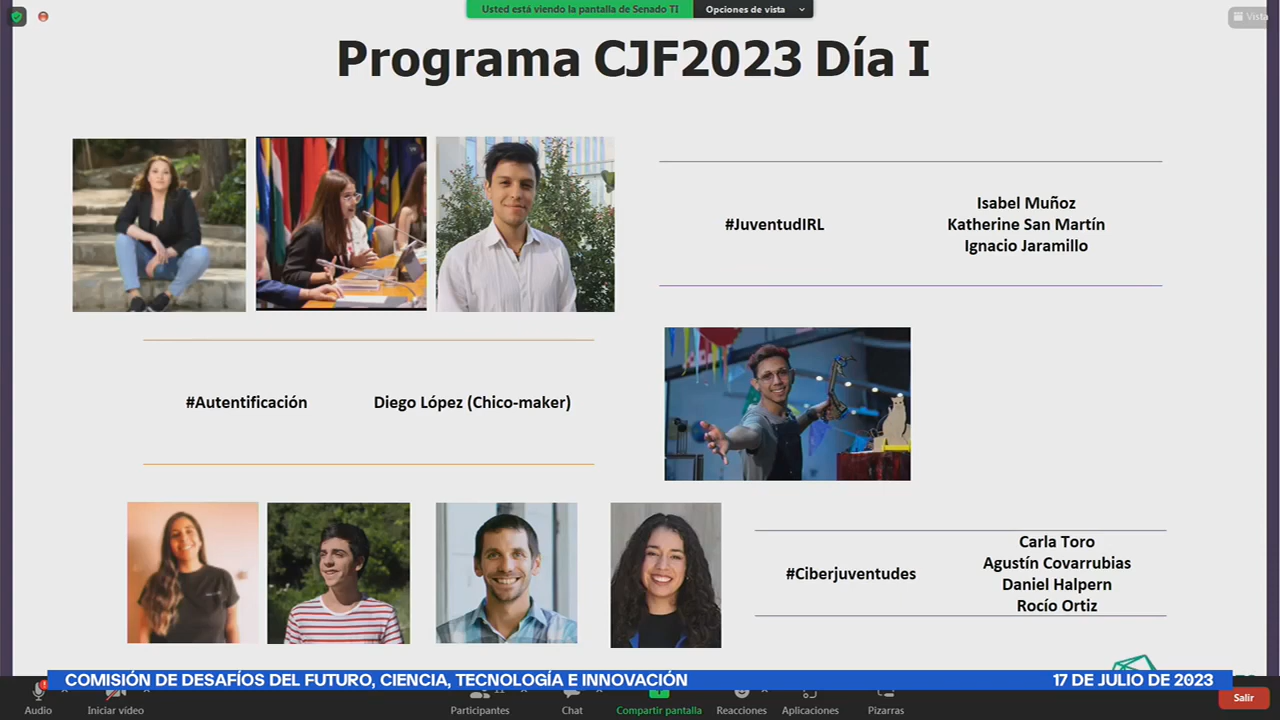 Usted está viendo la pantalla de Senado TI
Opciones de vista
Vista
Programa CJF2023 Día I
#JuventudIRL
Isabel Muñoz
Katherine San Martín
Ignacio Jaramillo
#Autentificación
Diego López (Chico-maker)
#Ciberjuventudes
Carla Toro
Agustín Covarrubias
Daniel Halpern
Rocío Ortiz
COMISIÓN DE DESAFÍOS DEL FUTURO, CIENCIA, TECNOLOGÍA E INNOVACIÓN
17 DE JULIO DE 2023
Audio
Iniciar vídeo
Participantes
Chat
Compartir pantalla
Reacciones
Aplicaciones
Pizarras
Salir